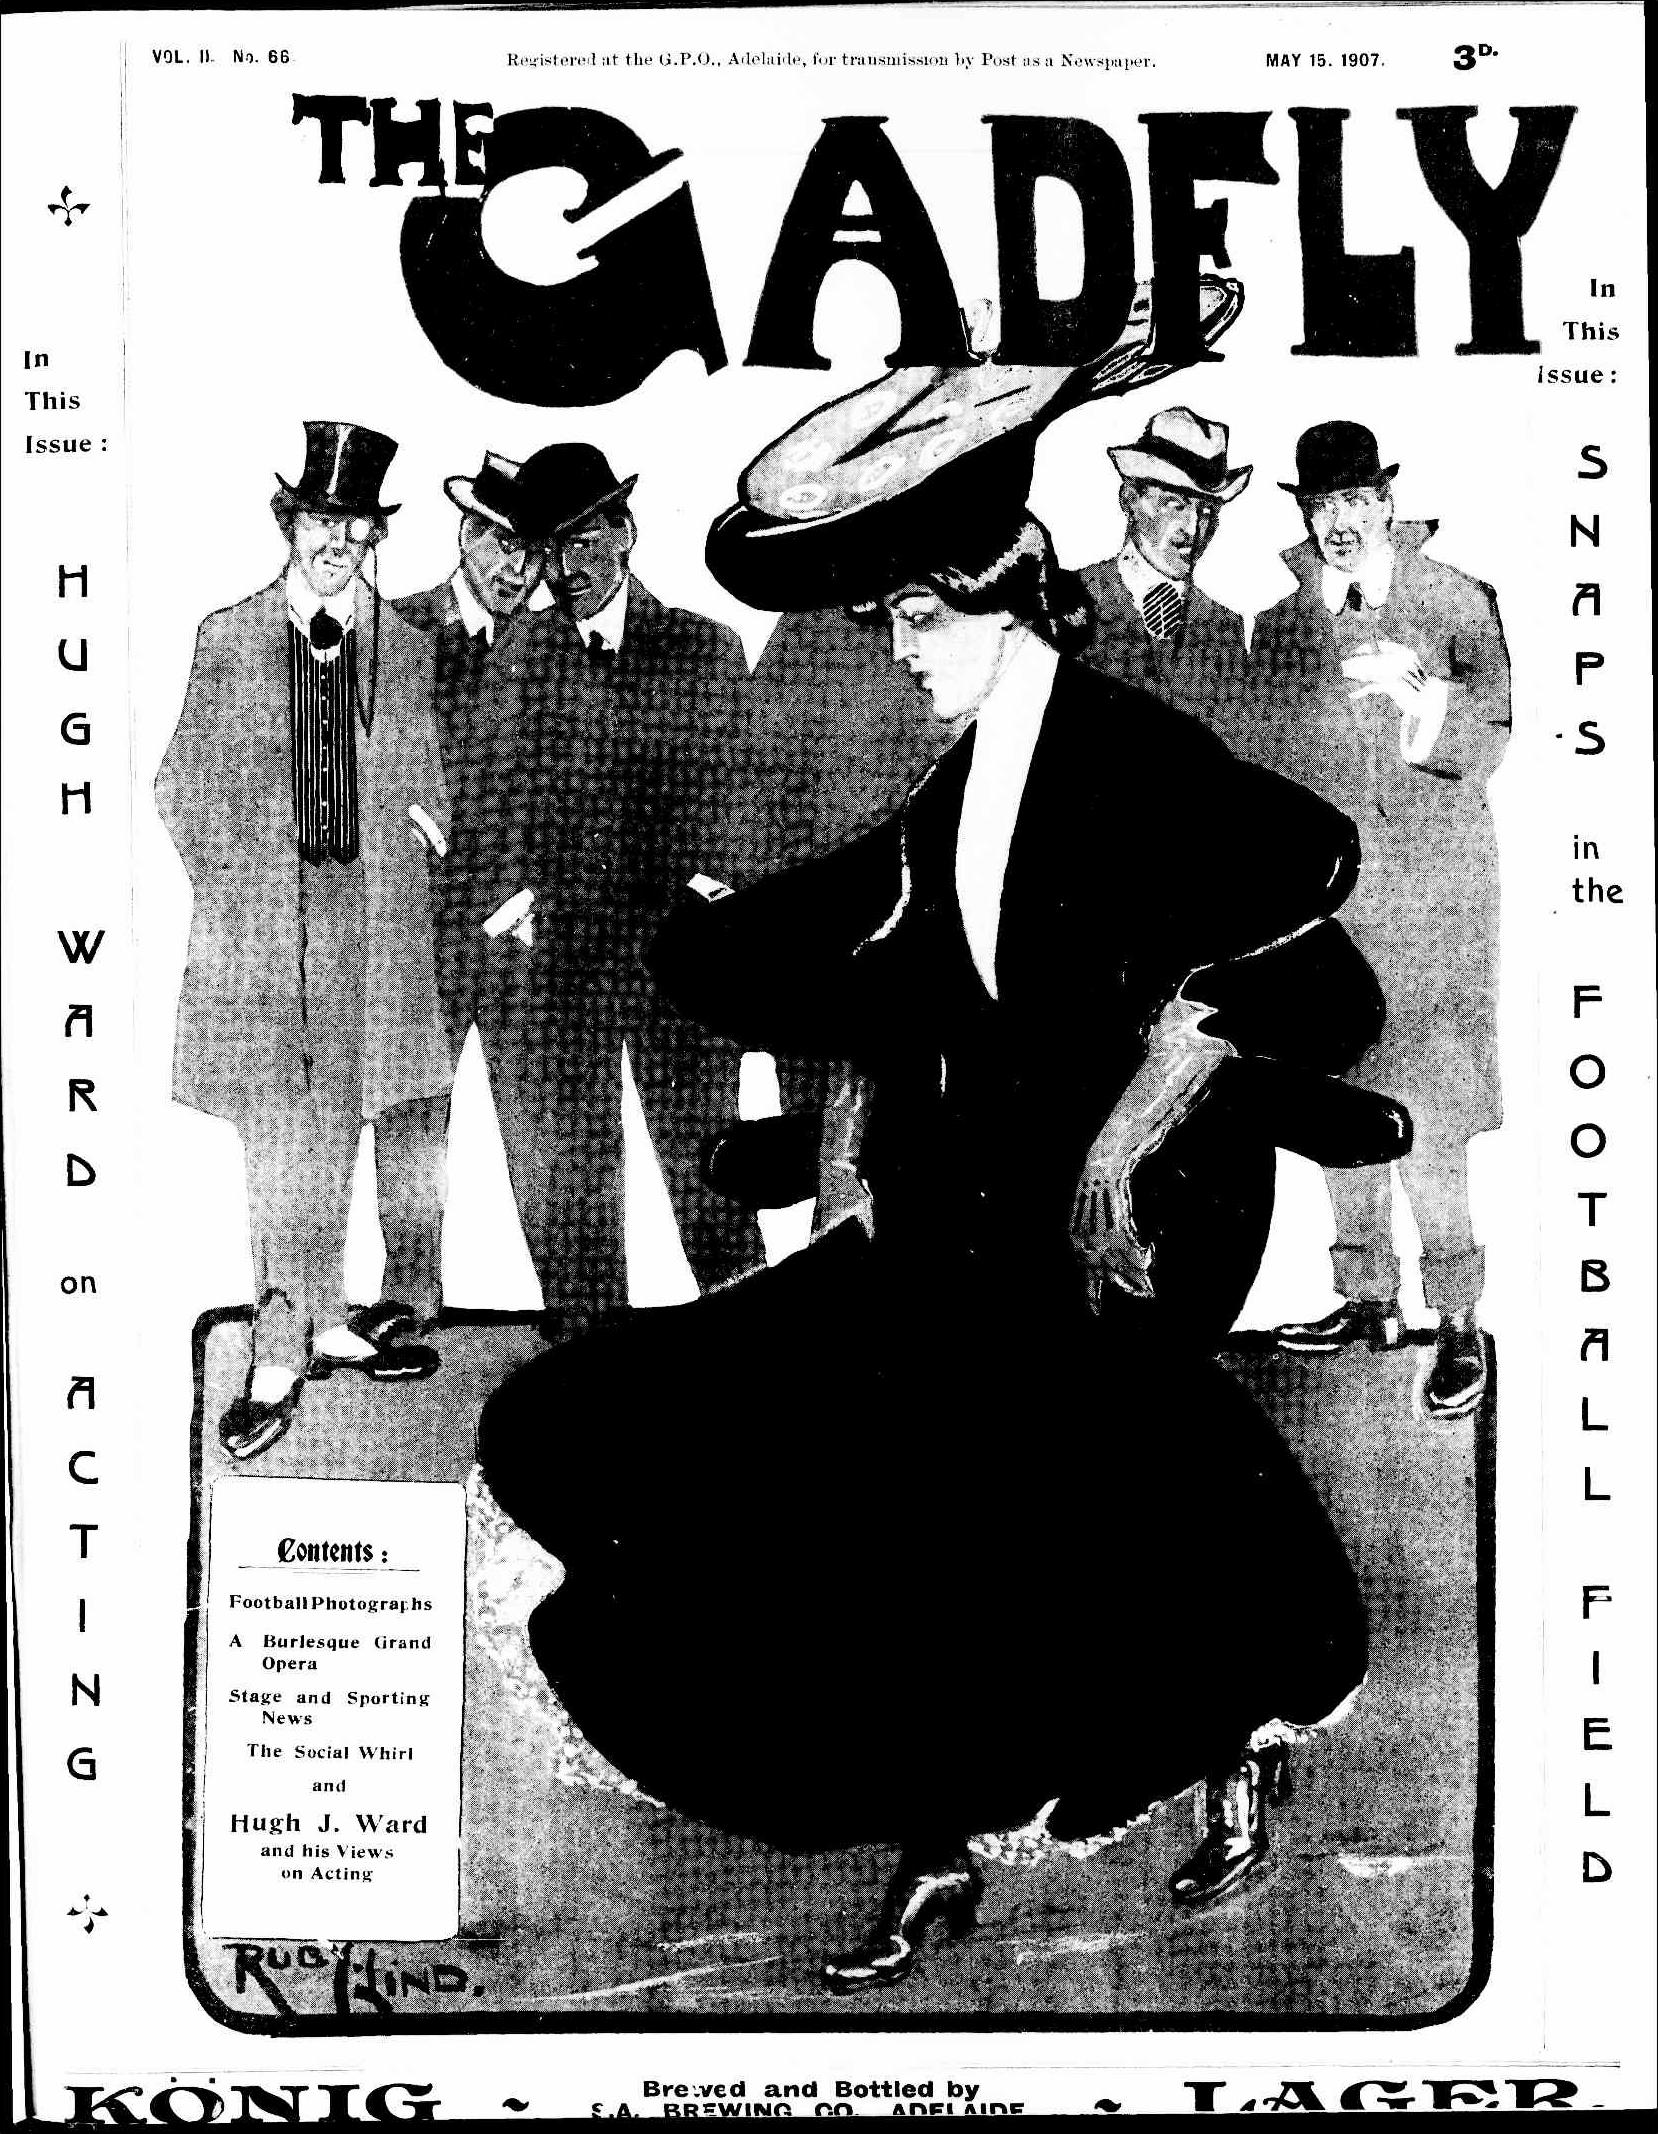 VOL. II. No. 66
Registered at the G.P.O., Adelaide, for transmission by Post as a Newspaper.
MAY 15. 1907.
3D.
THE GADFLY
In
This
Issue :
HUGH
WARD
on
ACTING
In
This
Issue :
SNAPS
in
the
FOOTBALL
FIELD
Contents :
Football Photographs
A Burlesque Grand
Opera
Stage and Sporting
News
The Social Whirl
and
Hugh J. Ward
and his Views
on Acting
KÖNIG ~ Brewed and Bottled by ~ LAGER.
S.A. BREWING CO. ADELAIDE